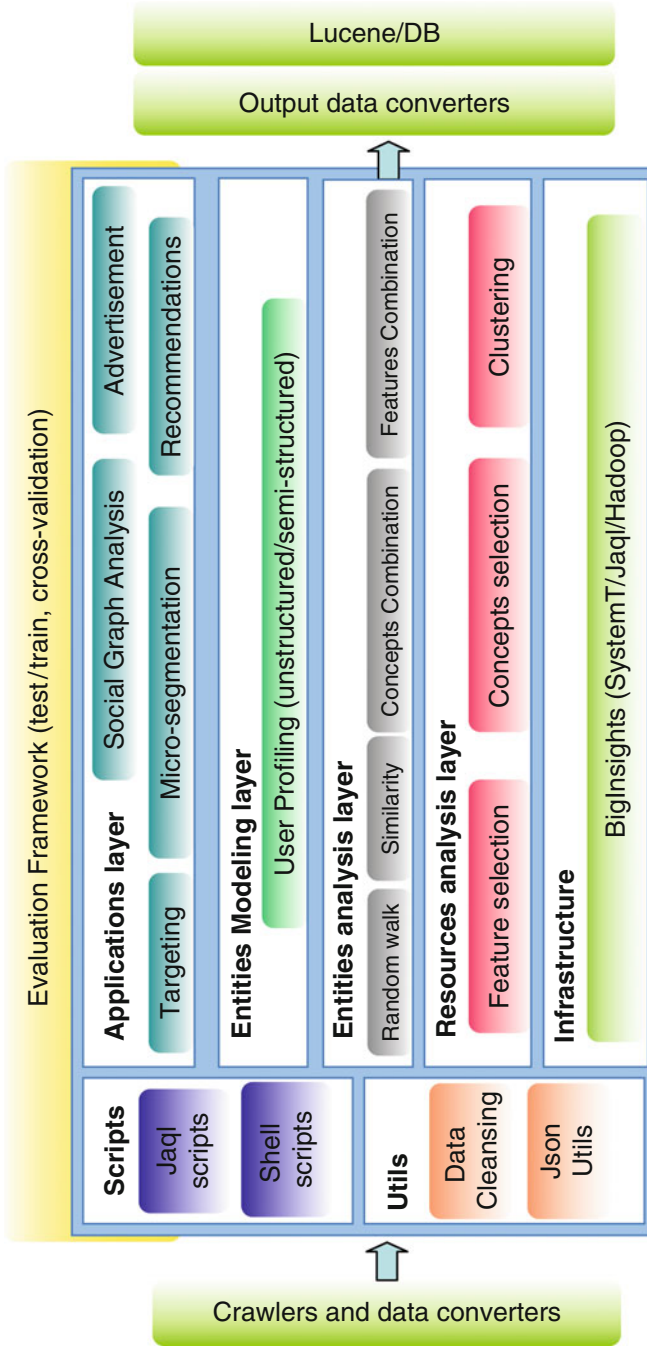 Evaluation Framework (test/train, cross-validation)
Crawlers and data converters
Scripts
Jaql
scripts
Shell
scripts
Utils
Data
Cleansing
Json
Utils
Applications layer
Social Graph Analysis
Advertisement
Targeting
Micro-segmentation
Recommendations
Entities Modeling layer
User Profiling (unstructured/semi-structured)
Entities analysis layer
Random walk
Similarity
Concepts Combination
Features Combination
Resources analysis layer
Feature selection
Concepts selection
Clustering
Infrastructure
BigInsights (SystemT/Jaql/Hadoop)
Output data converters
Lucene/DB